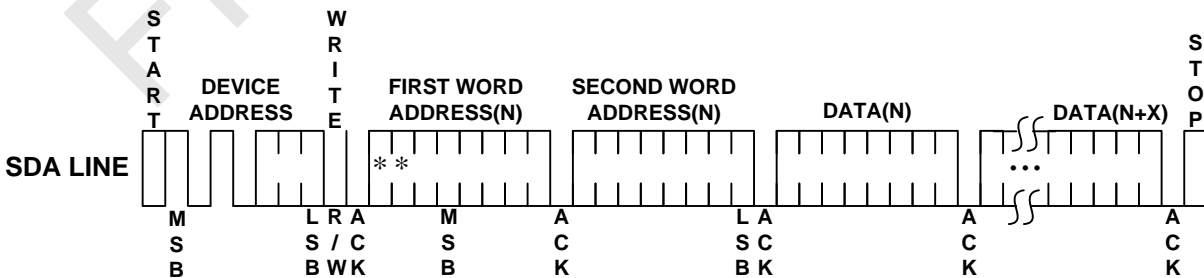 START
WRITE
STOP
DEVICE
ADDRESS
FIRST WORD
ADDRESS(N)
SECOND WORD
ADDRESS(N)
DATA(N)
DATA(N+X)
SDA LINE
* *
...
MSB
LSB
R/W
ACK
MSB
ACK
LSB
ACK
ACK
ACK